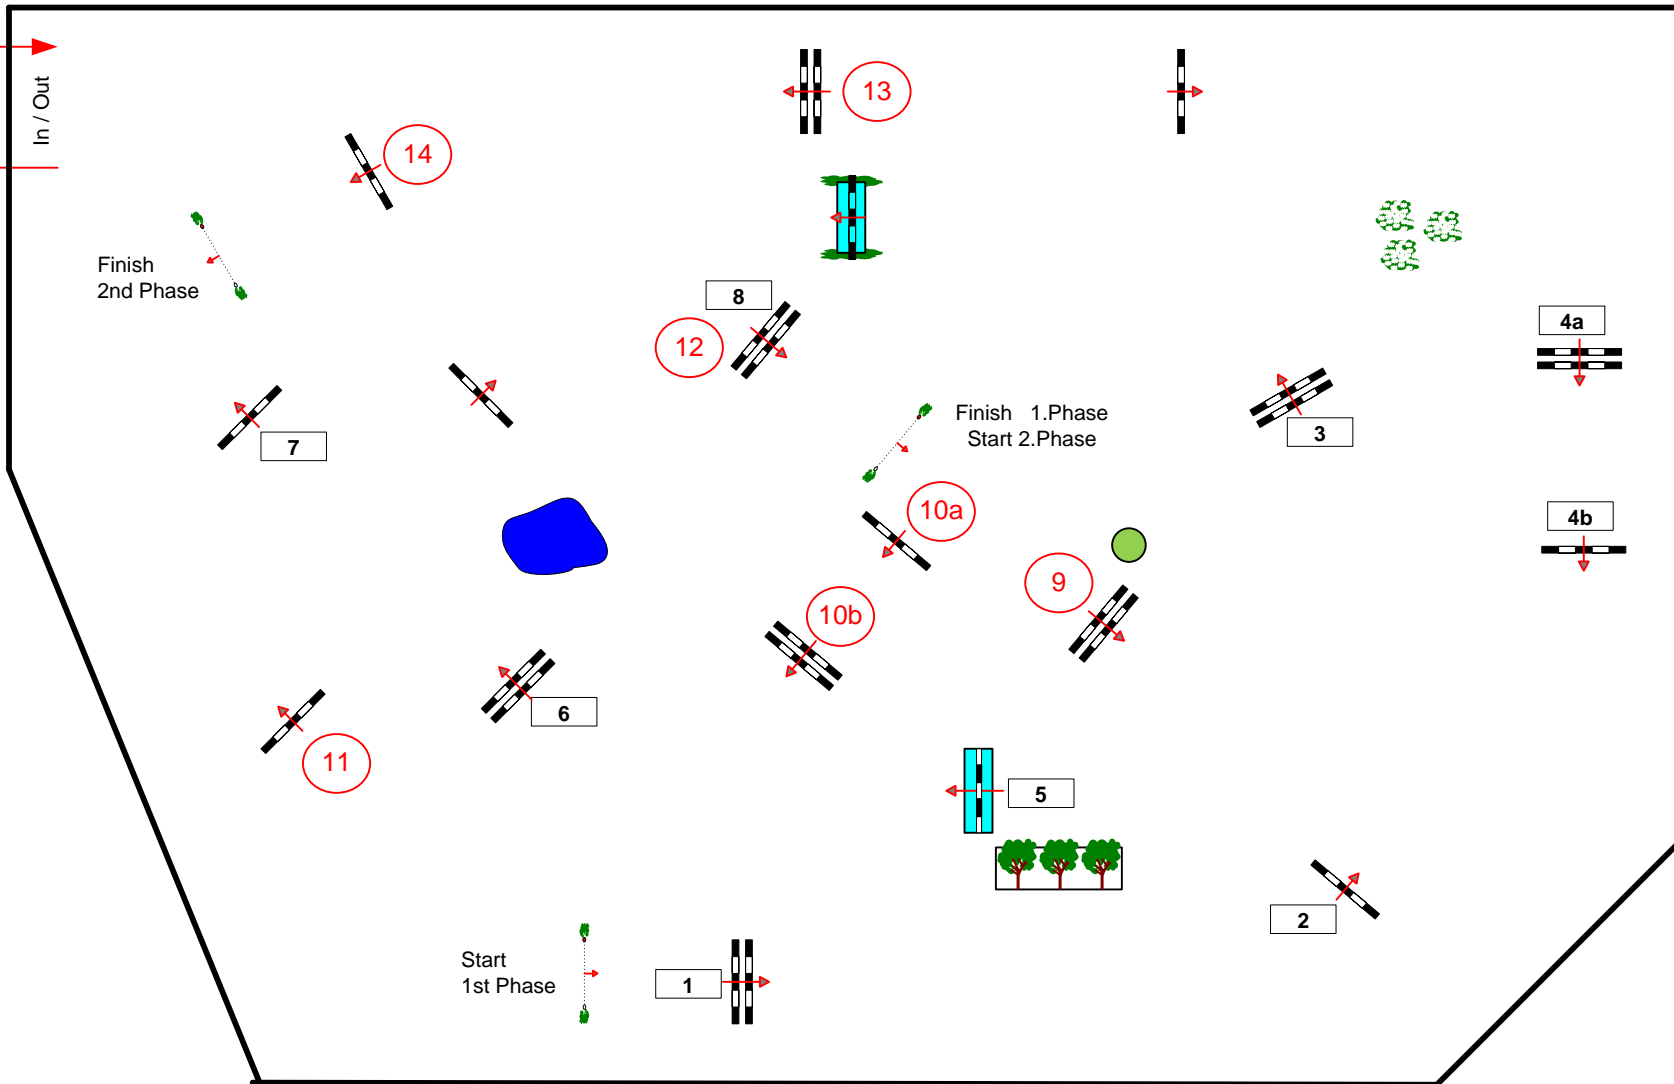 In / Out
13
14
Finish
2nd Phase
8
12
4a
7
Finish   1.Phase
Start 2.Phase
3
10a
4b
9
10b
6
11
5
2
Start
1st Phase
1